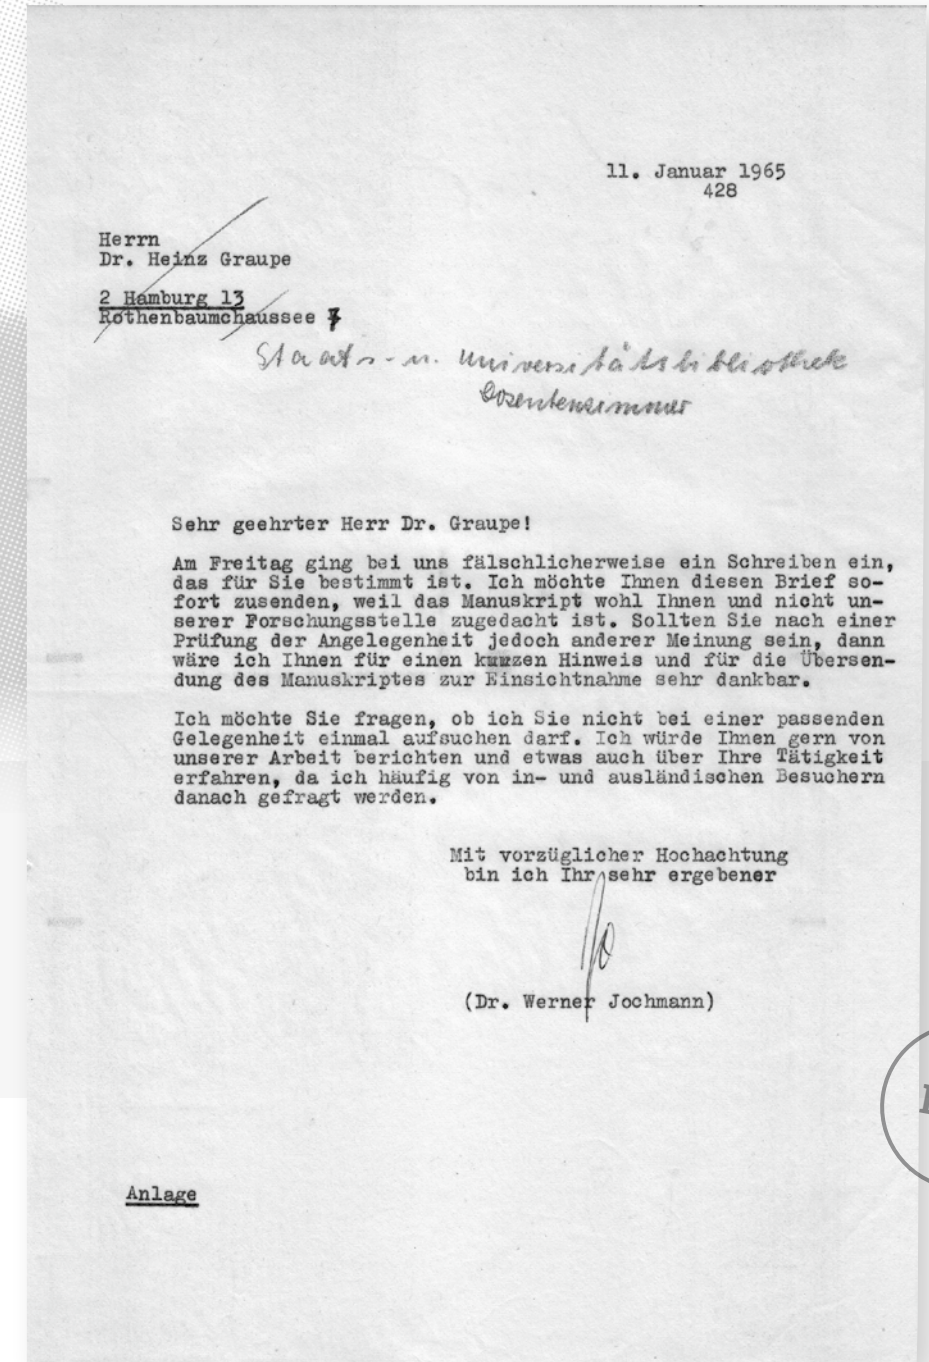 11. Januar 1965
428
Herrn
Dr. Heinz Graupe
2 Hamburg 13
Rothenbaumchaussee 7
Staats- u. Universitätsbibliothek
Dozentenzimmer
Sehr geehrter Herr Dr. Graupe!
Am Freitag ging bei uns fälschlicherweise ein Schreiben ein,
das für Sie bestimmt ist. Ich möchte Ihnen diesen Brief so-
fort zusenden, weil das Manuskript wohl Ihnen und nicht un-
serer Forschungsstelle zugedacht ist. Sollten Sie nach einer
Prüfung der Angelegenheit jedoch anderer Meinung sein, dann
wäre ich Ihnen für einen kurzen Hinweis und für die Übersen-
dung des Manuskriptes zur Einsichtnahme sehr dankbar.
Ich möchte Sie fragen, ob ich Sie nicht bei einer passenden
Gelegenheit einmal aufsuchen darf. Ich würde Ihnen gern von
unserer Arbeit berichten und etwas auch über Ihre Tätigkeit
erfahren, da ich häufig von in- und ausländischen Besuchern
danach gefragt werden.
Mit vorzüglicher Hochachtung
bin ich Ihr sehr ergebener
(Dr. Werner Jochmann)
Anlage